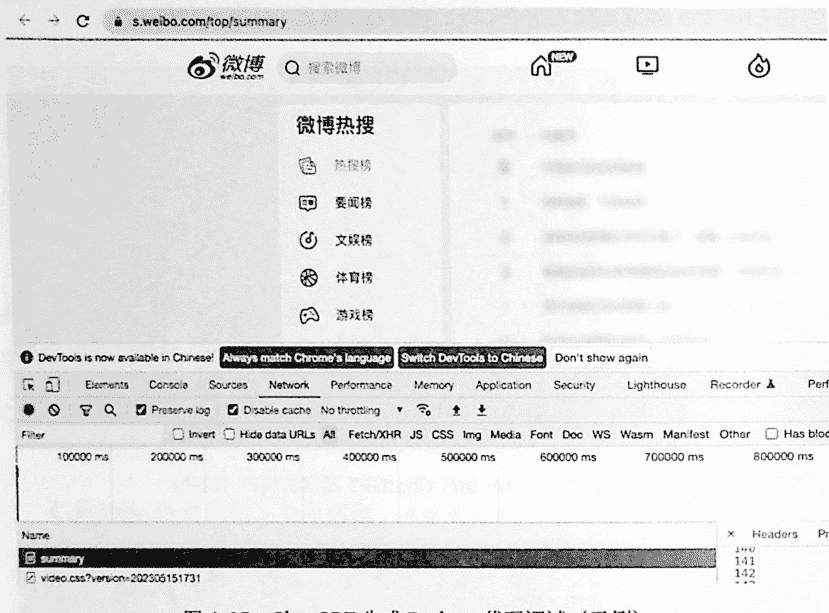 s.weibo.com/top/summary
微博
weibo.com
搜索微博
NEW
微博热搜
热搜榜
要闻榜
文娱榜
体育榜
游戏榜
DevTools is now available in Chinese! Always match Chrome's language Switch DevTools to Chinese Don't show again
Elements Console Sources Network Performance Memory Application Security Lighthouse Recorder Perf
Preserve log Disable cache No throttling
Filter Invert Hide data URLs All Fetch/XHR JS CSS Img Media Font Doc WS Wasm Manifest Other Has bloc
100000 ms 200000 ms 300000 ms 400000 ms 500000 ms 600000 ms 700000 ms 800000 ms
Name
summary
video.css?version=202305151731
× Headers Pr
140
141
142